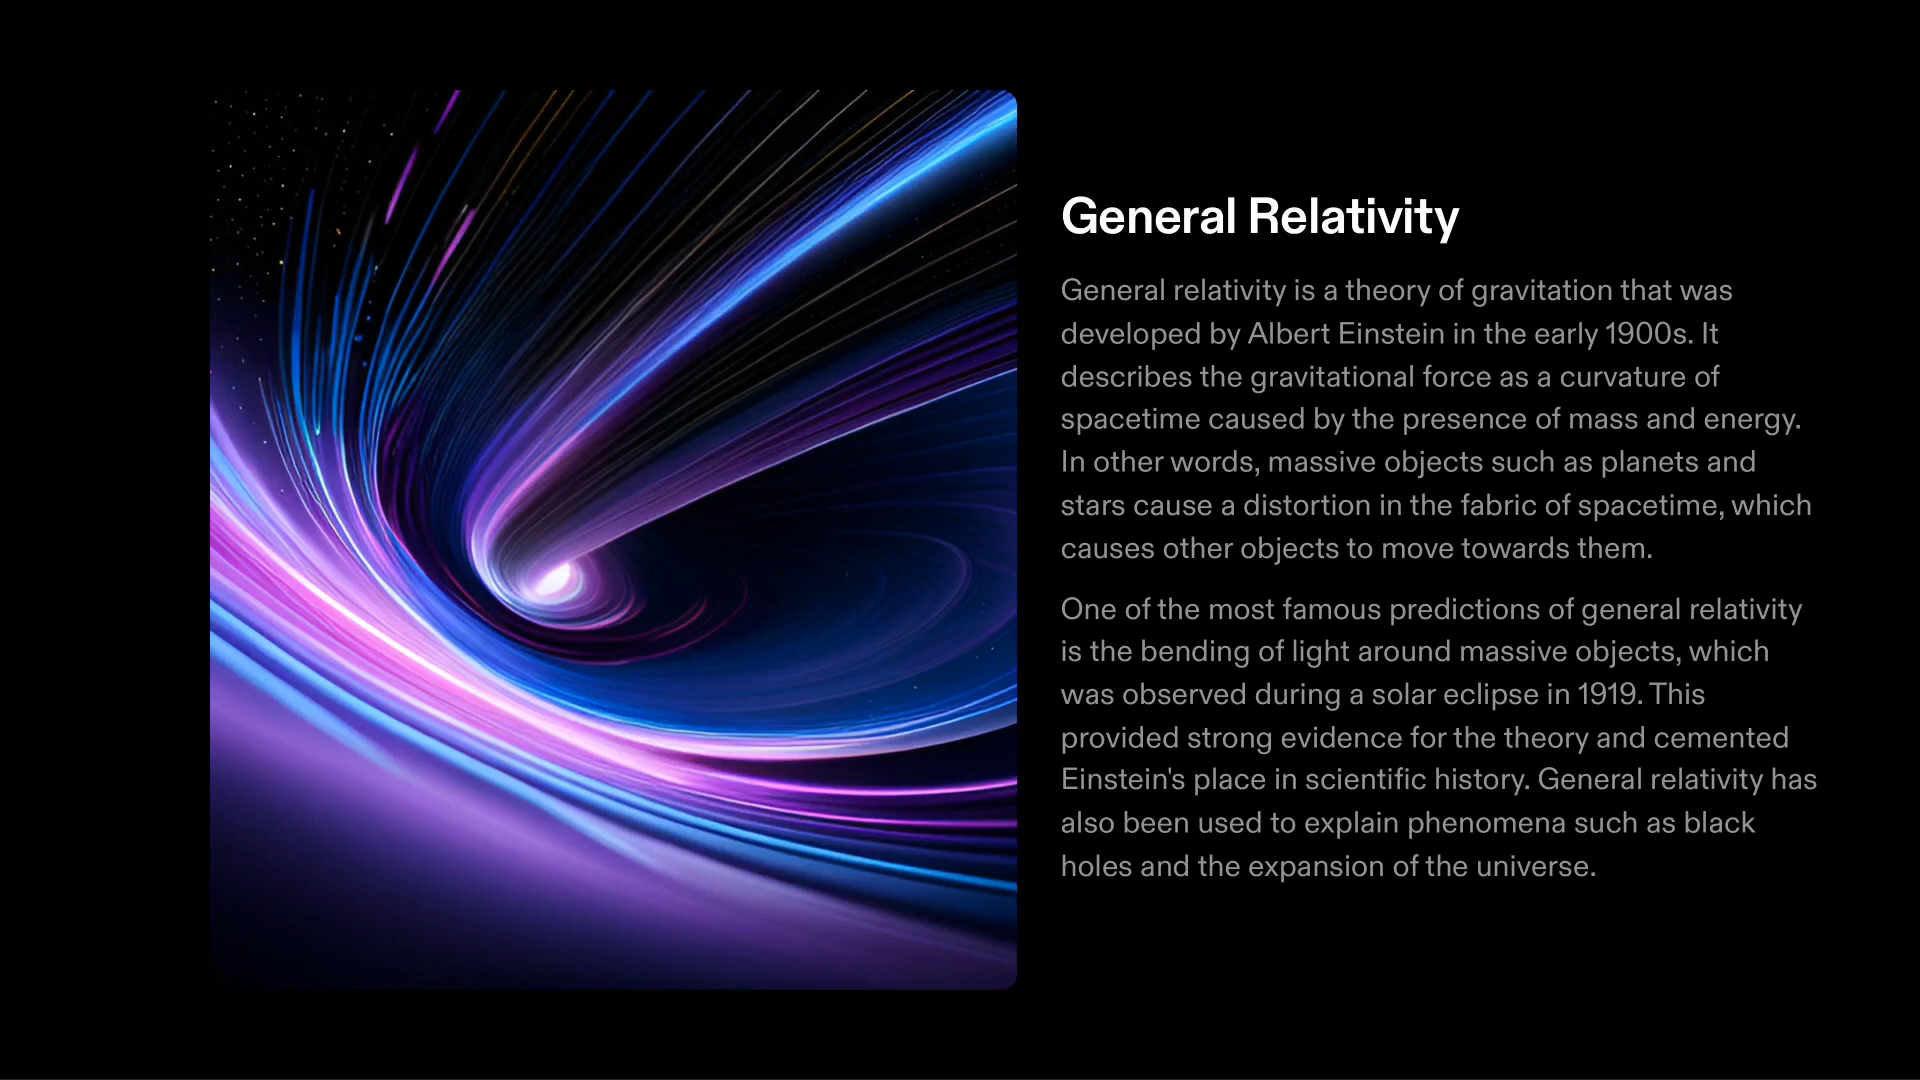 General Relativity
General relativity is a theory of gravitation that was
developed by Albert Einstein in the early 1900s. It
describes the gravitational force as a curvature of
spacetime caused by the presence of mass and energy.
In other words, massive objects such as planets and
stars cause a distortion in the fabric of spacetime, which
causes other objects to move towards them.
One of the most famous predictions of general relativity
is the bending of light around massive objects, which
was observed during a solar eclipse in 1919. This
provided strong evidence for the theory and cemented
Einstein's place in scientific history. General relativity has
also been used to explain phenomena such as black
holes and the expansion of the universe.